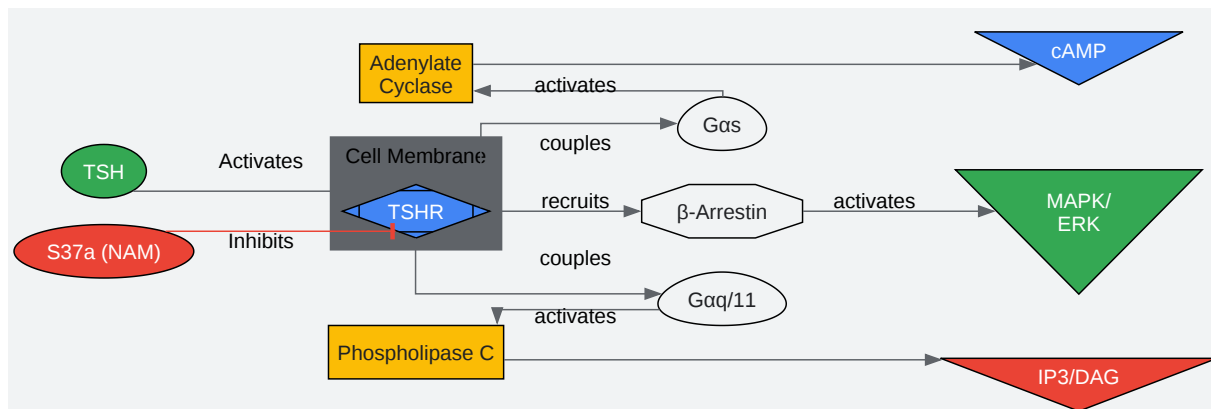 Adenylate
Cyclase
cAMP
activates
Gαs
couples
Cell Membrane
Activates
TSH
TSHR
recruits
β-Arrestin
activates
MAPK/
ERK
S37a (NAM)
Inhibits
couples
Gαq/11
activates
Phospholipase C
IP3/DAG